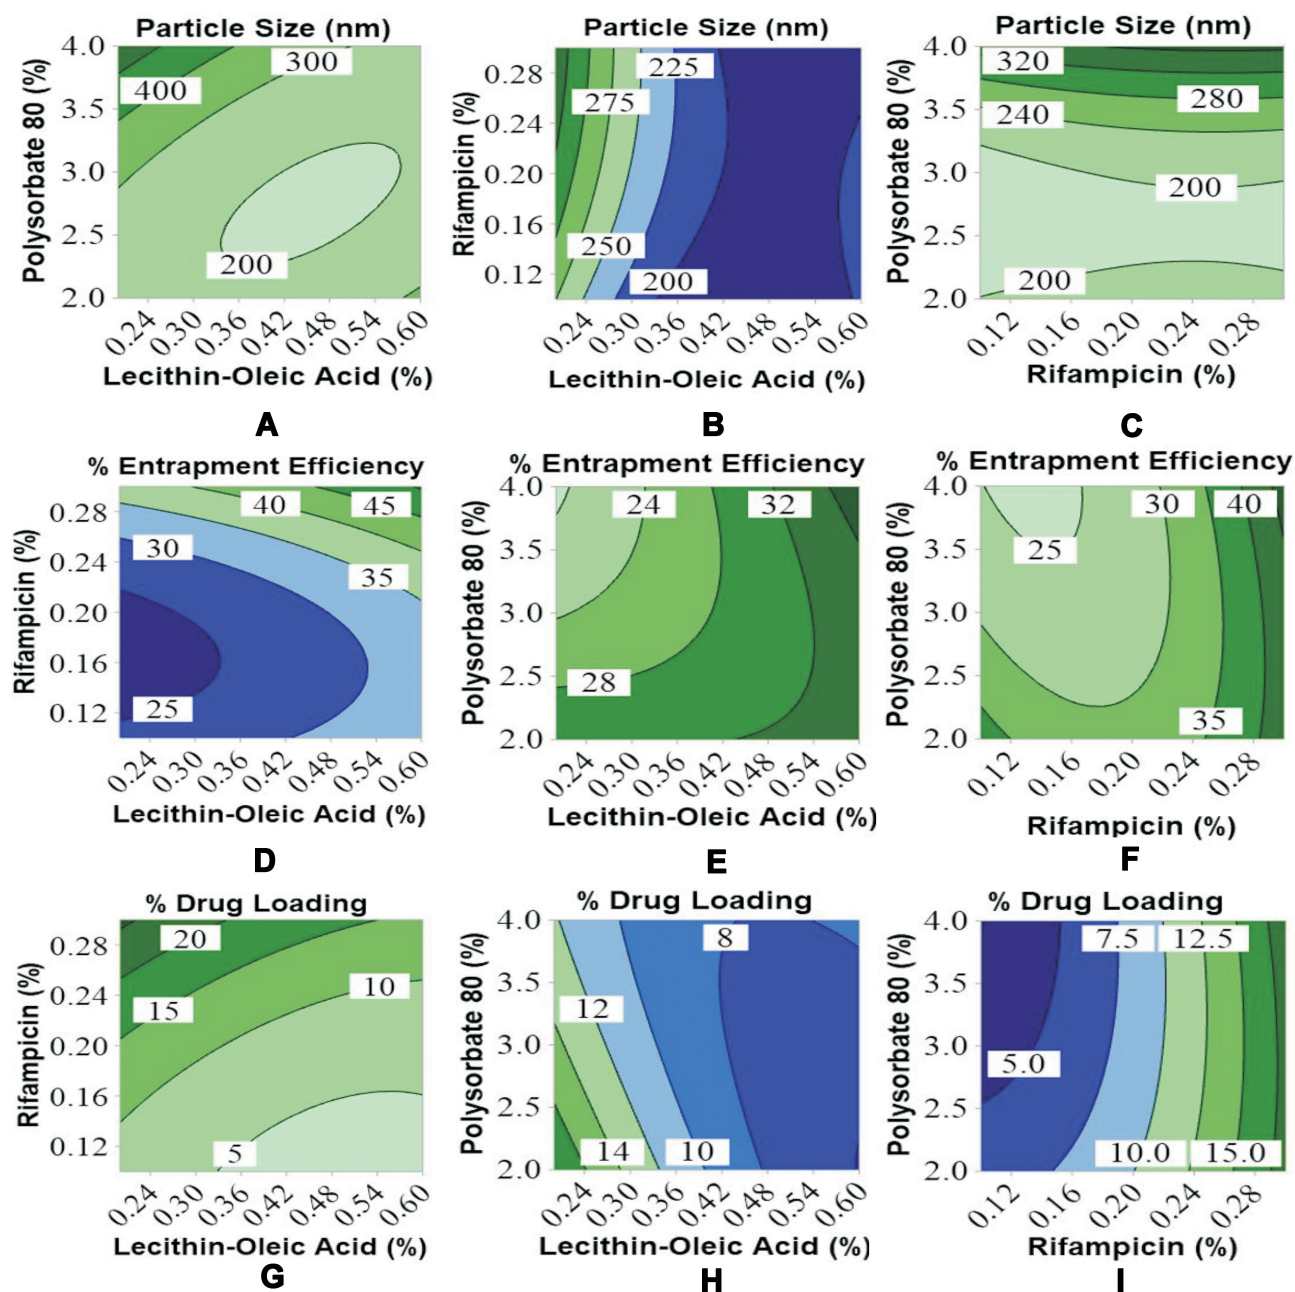 Particle Size (nm)
Polysorbate 80 (%)
4.0
3.5
3.0
2.5
2.0
400
300
200
0.24 0.30 0.36 0.42 0.48 0.54 0.60
Lecithin-Oleic Acid (%)
A
Particle Size (nm)
Rifampicin (%)
0.28
0.24
0.20
0.16
0.12
225
275
250
200
0.24 0.30 0.36 0.42 0.48 0.54 0.60
Lecithin-Oleic Acid (%)
B
Particle Size (nm)
Polysorbate 80 (%)
4.0
3.5
3.0
2.5
2.0
320
280
240
200
200
0.12 0.16 0.20 0.24 0.28
Rifampicin (%)
C
% Entrapment Efficiency
Rifampicin (%)
0.28
0.24
0.20
0.16
0.12
40
45
30
35
25
0.24 0.30 0.36 0.42 0.48 0.54 0.60
Lecithin-Oleic Acid (%)
D
% Entrapment Efficiency
Polysorbate 80 (%)
4.0
3.5
3.0
2.5
2.0
24
32
28
0.24 0.30 0.36 0.42 0.48 0.54 0.60
Lecithin-Oleic Acid (%)
E
% Entrapment Efficiency
Polysorbate 80 (%)
4.0
3.5
3.0
2.5
2.0
30
40
25
35
0.12 0.16 0.20 0.24 0.28
Rifampicin (%)
F
% Drug Loading
Rifampicin (%)
0.28
0.24
0.20
0.16
0.12
20
10
15
5
0.24 0.30 0.36 0.42 0.48 0.54 0.60
Lecithin-Oleic Acid (%)
G
% Drug Loading
Polysorbate 80 (%)
4.0
3.5
3.0
2.5
2.0
8
12
14
10
0.24 0.30 0.36 0.42 0.48 0.54 0.60
Lecithin-Oleic Acid (%)
H
% Drug Loading
Polysorbate 80 (%)
4.0
3.5
3.0
2.5
2.0
7.5
12.5
5.0
10.0
15.0
0.12 0.16 0.20 0.24 0.28
Rifampicin (%)
I